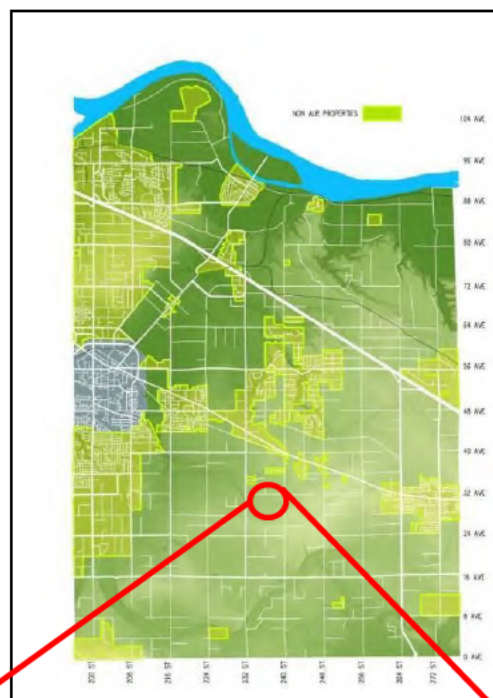 NON ALR PROPERTIES
104 AVE
96 AVE
88 AVE
80 AVE
72 AVE
64 AVE
56 AVE
48 AVE
40 AVE
32 AVE
24 AVE
16 AVE
8 AVE
0 AVE
200 ST
208 ST
216 ST
224 ST
232 ST
240 ST
248 ST
256 ST
264 ST
272 ST